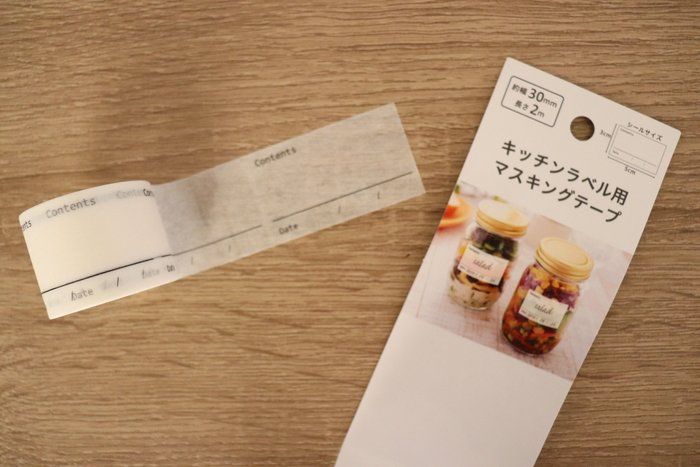 Contents
Contents
Date / /
Contents
Date / /
約幅30mm
長さ2m
シールサイズ
3cm
5cm
キッチンラベル用
マスキングテープ
salad
salad